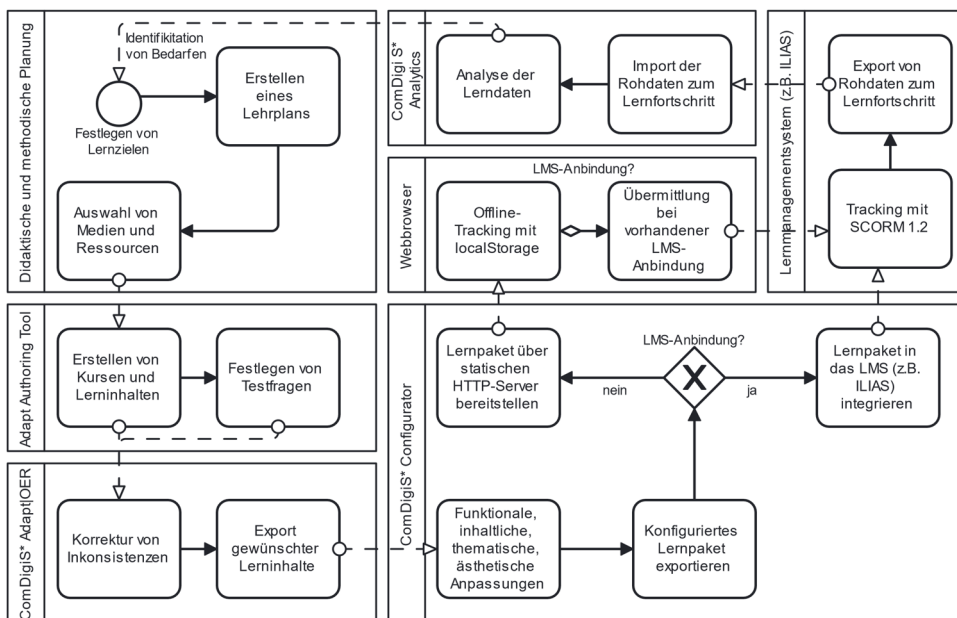 Didaktische und methodische Planung
Identifikitation
von Bedarfen
Festlegen von
Lernzielen
Erstellen
eines
Lehrplans
Auswahl von
Medien und
Ressourcen
Adapt Authoring Tool
Erstellen von
Kursen und
Lerninhalten
Festlegen von
Testfragen
ComDigiS* Adapt|OER
Korrektur von
Inkonsistenzen
Export
gewünschter
Lerninhalte
ComDigi S*
Analytics
Analyse der
Lerndaten
Import der
Rohdaten zum
Lernfortschritt
Webbrowser
LMS-Anbindung?
Offline-
Tracking mit
localStorage
Übermittlung
bei
vorhandener
LMS-
Anbindung
Lernmanagementsystem (z.B. ILIAS)
Export von
Rohdaten zum
Lernfortschritt
Tracking mit
SCORM 1.2
ComDigiS* Configurator
Lernpaket über
statischen
HTTP-Server
bereitstellen
LMS-Anbindung?
nein
ja
Lernpaket in
das LMS (z.B.
ILIAS)
integrieren
Funktionale,
inhaltliche,
thematische,
ästhetische
Anpassungen
Konfiguriertes
Lernpaket
exportieren